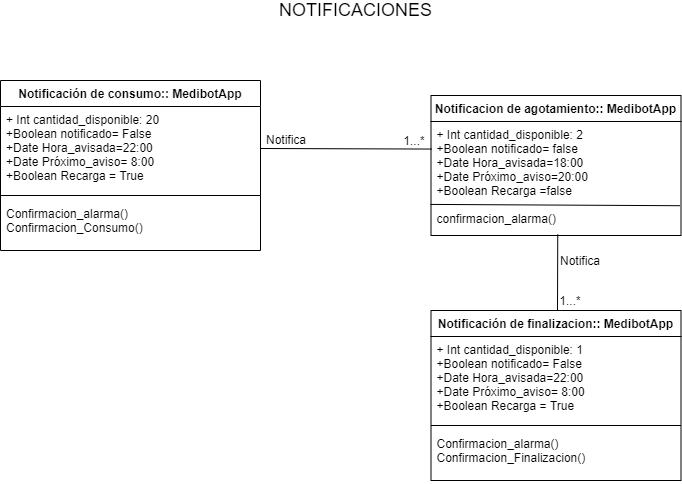 NOTIFICACIONES
Notificación de consumo:: MedibotApp
+ Int cantidad_disponible: 20
+Boolean notificado= False
+Date Hora_avisada=22:00
+Date Próximo_aviso= 8:00
+Boolean Recarga = True
Confirmacion_alarma()
Confirmacion_Consumo()
Notifica
1...*
Notificacion de agotamiento:: MedibotApp
+ Int cantidad_disponible: 2
+Boolean notificado= false
+Date Hora_avisada=18:00
+Date Próximo_aviso=20:00
+Boolean Recarga =false
confirmacion_alarma()
Notifica
1...*
Notificación de finalizacion:: MedibotApp
+ Int cantidad_disponible: 1
+Boolean notificado= False
+Date Hora_avisada=22:00
+Date Próximo_aviso= 8:00
+Boolean Recarga = True
Confirmacion_alarma()
Confirmacion_Finalizacion()